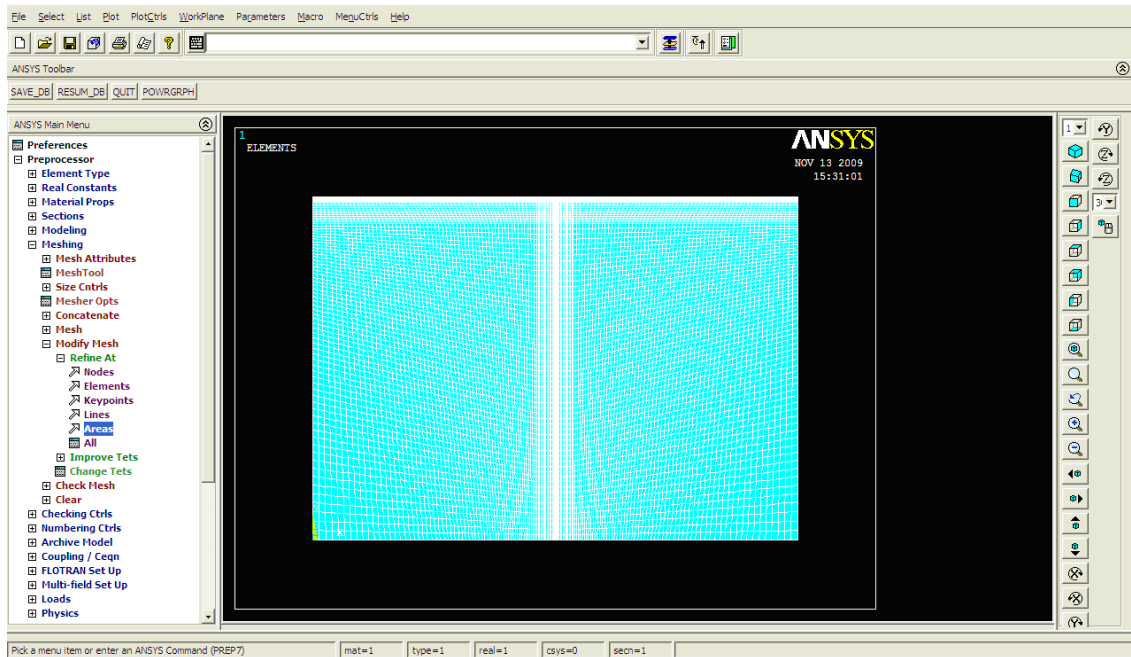 File Select List Plot PlotCtrls WorkPlane Parameters Macro MenuCtrls Help
ANSYS Toolbar
SAVE_DB RESUM_DB QUIT POWRGRPH
ANSYS Main Menu
Preferences
Preprocessor
Element Type
Real Constants
Material Props
Sections
Modeling
Meshing
Mesh Attributes
MeshTool
Size Cntrls
Mesher Opts
Concatenate
Mesh
Modify Mesh
Refine At
Nodes
Elements
Keypoints
Lines
Areas
All
Improve Tets
Change Tets
Check Mesh
Clear
Checking Ctrls
Numbering Ctrls
Archive Model
Coupling / Ceqn
FLOTRAN Set Up
Multi-field Set Up
Loads
Physics
1
ELEMENTS
ANSYS
NOV 13 2009
15:31:01
1
Pick a menu item or enter an ANSYS Command (PREP7) mat=1 type=1 real=1 csys=0 secn=1